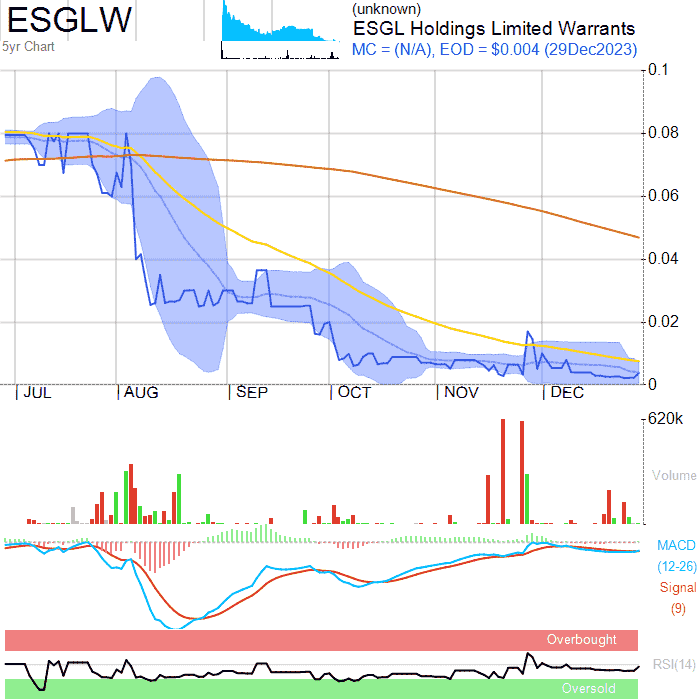 ESGLW
5yr Chart
(unknown)
ESGL Holdings Limited Warrants
MC = (N/A), EOD = $0.004 (29Dec2023)
0.1
0.08
0.06
0.04
0.02
0
JUL AUG SEP OCT NOV DEC
620k
Volume
MACD
(12-26)
Signal
(9)
Overbought
RSI(14)
Oversold